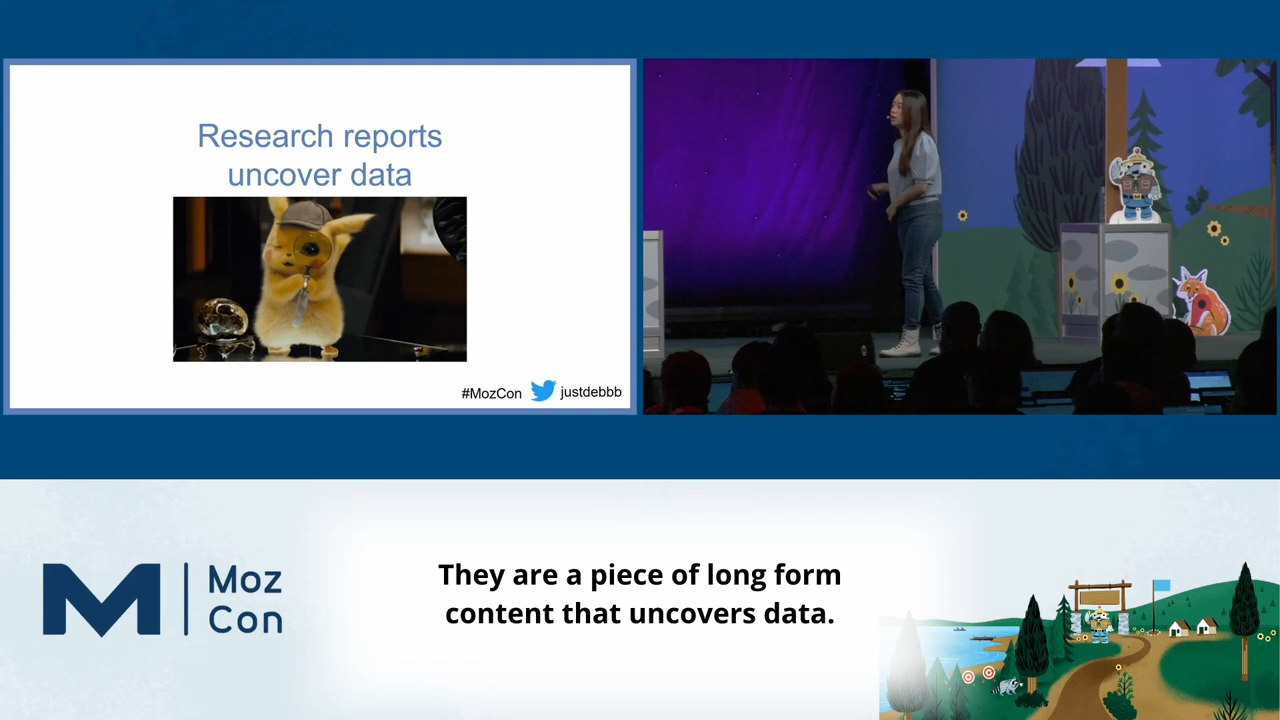 Research reports
uncover data
#MozCon
justdebbb
Moz
Con
They are a piece of long form
content that uncovers data.